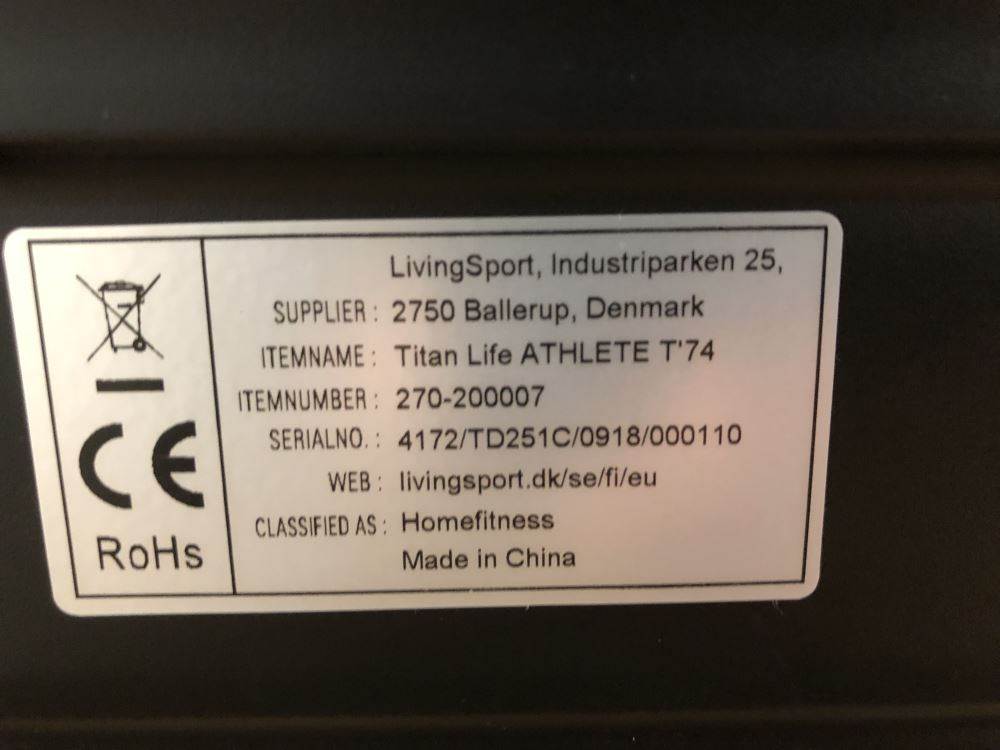 LivingSport, Industriparken 25,
SUPPLIER : 2750 Ballerup, Denmark
ITEMNAME : Titan Life ATHLETE T'74
ITEMNUMBER : 270-200007
SERIALNO. : 4172/TD251C/0918/000110
WEB : livingsport.dk/se/fi/eu
CLASSIFIED AS : Homefitness
Made in China
CE
RoHs